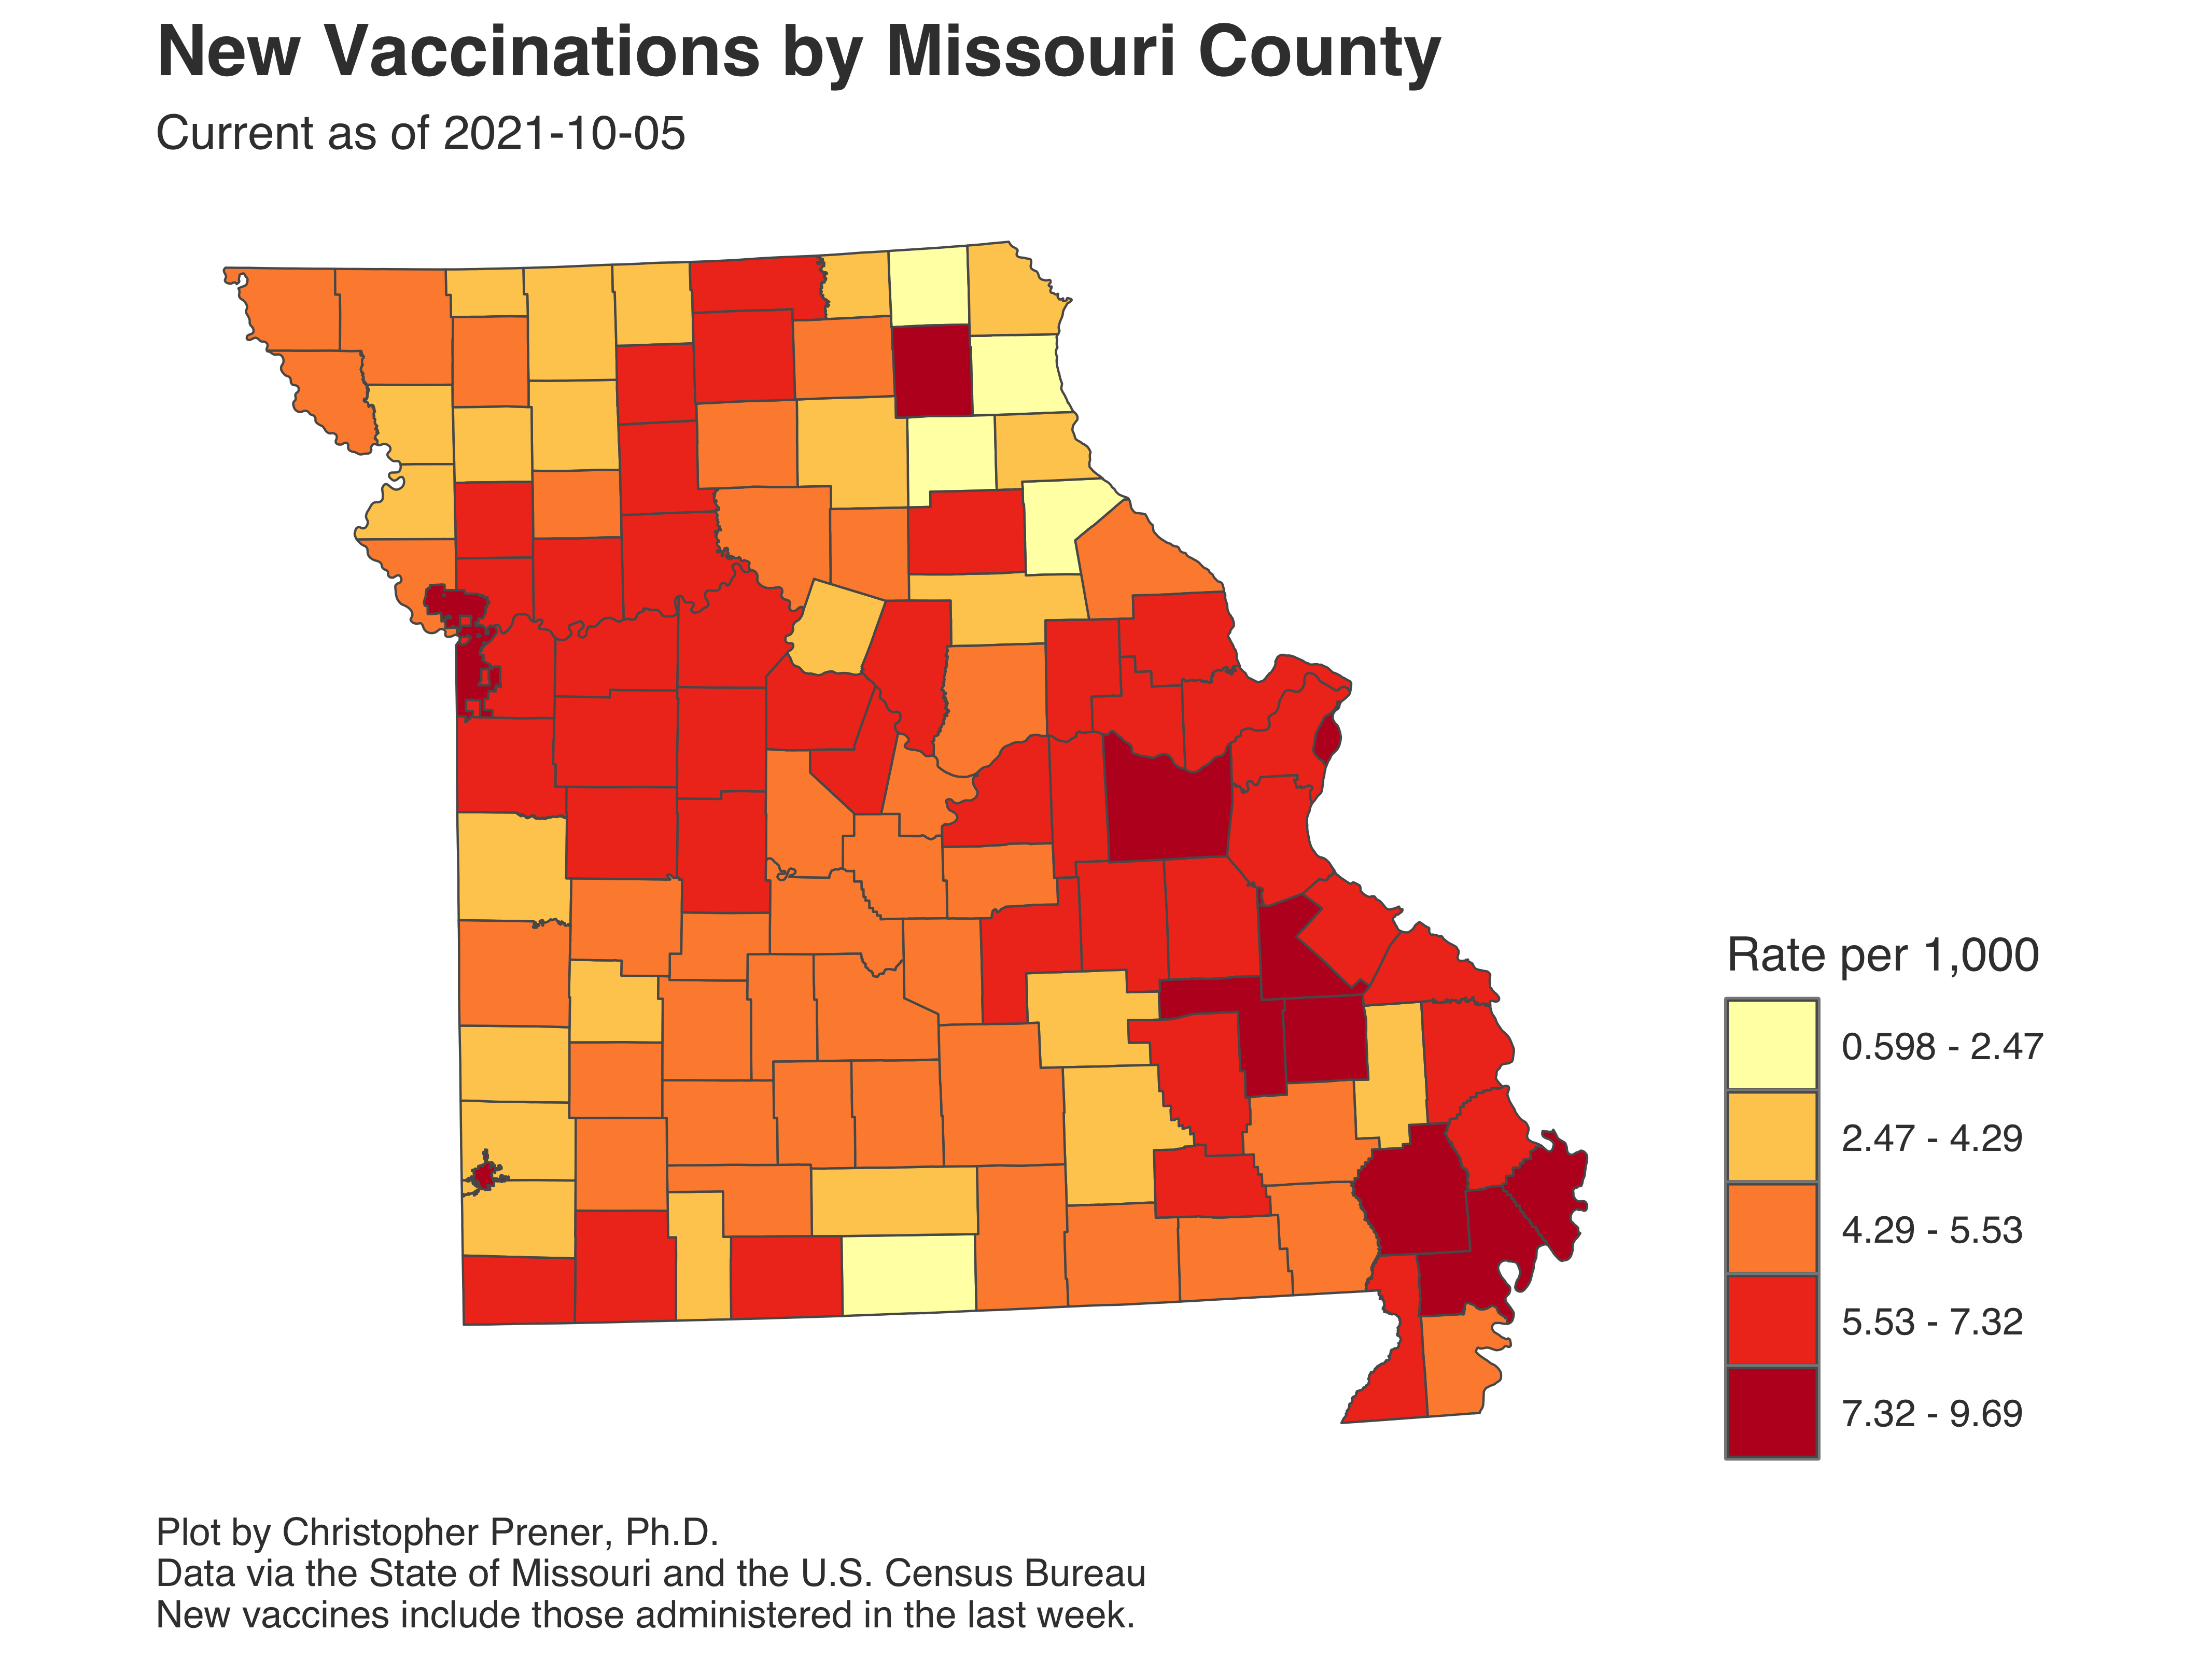 New Vaccinations by Missouri County
Current as of 2021-10-05
Rate per 1,000
0.598 - 2.47
2.47 - 4.29
4.29 - 5.53
5.53 - 7.32
7.32 - 9.69
Plot by Christopher Prener, Ph.D.
Data via the State of Missouri and the U.S. Census Bureau
New vaccines include those administered in the last week.